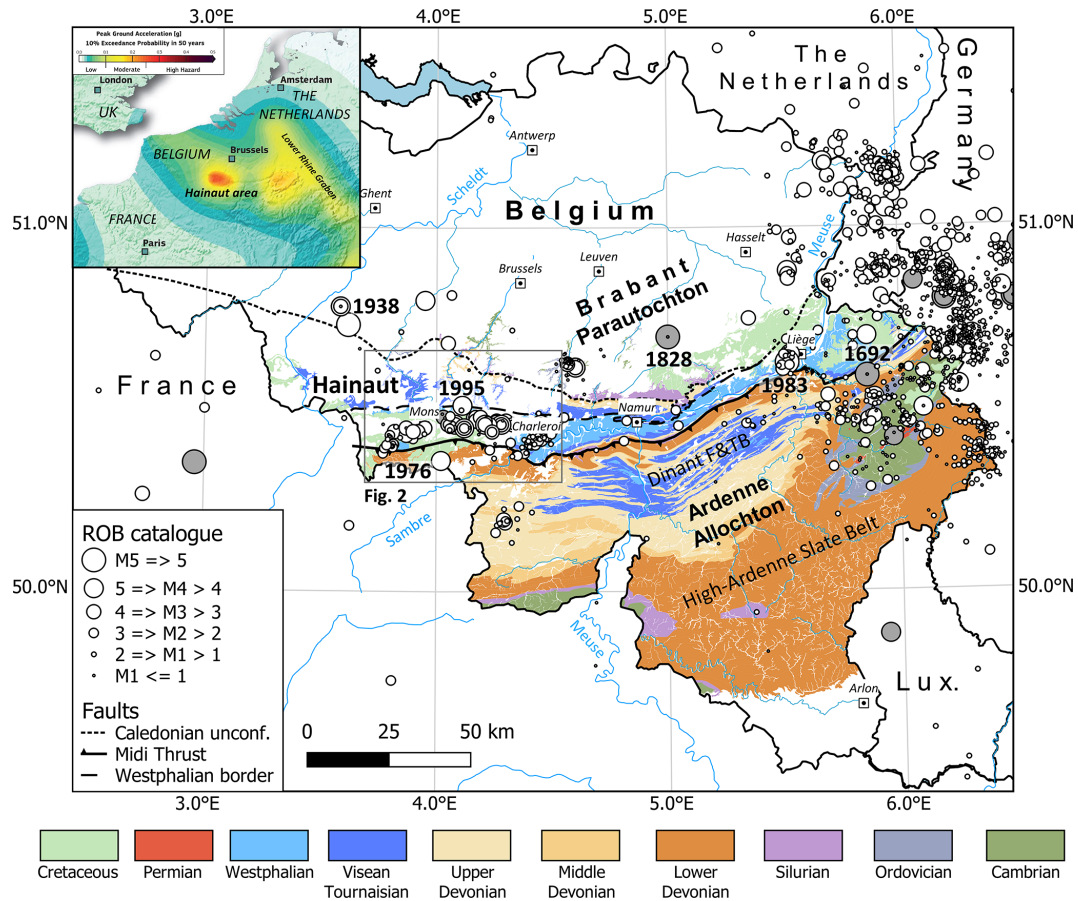 3.0°E
4.0°E
5.0°E
6.0°E
Peak Ground Acceleration (g)
10% Exceedance Probability in 50 years
Low
Moderate
High Hazard
London
UK
Amsterdam
THE
NETHERLANDS
BELGIUM
Brussels
Lower Rhine Graben
Hainaut area
FRANCE
Paris
The
Netherlands
Germany
Antwerp
Scheldt
Ghent
51.0°N
51.0°N
Belgium
Hasselt
Meuse
Brussels
Leuven
Brabant
Parautochton
1938
1828
Liège
1692
France
Hainaut
1995
1983
Mons
Charleroi
Namur
1976
Fig. 2
Dinant F&TB
Ardenne
Allochton
Sambre
High-Ardenne Slate Belt
50.0°N
50.0°N
Meuse
Lux.
Arlon
ROB catalogue
M5 => 5
5 => M4 > 4
4 => M3 > 3
3 => M2 > 2
2 => M1 > 1
M1 <= 1
Faults
Caledonian unconf.
Midi Thrust
Westphalian border
0
25
50 km
3.0°E
4.0°E
5.0°E
6.0°E
Cretaceous
Permian
Westphalian
Visean
Tournaisian
Upper
Devonian
Middle
Devonian
Lower
Devonian
Silurian
Ordovician
Cambrian